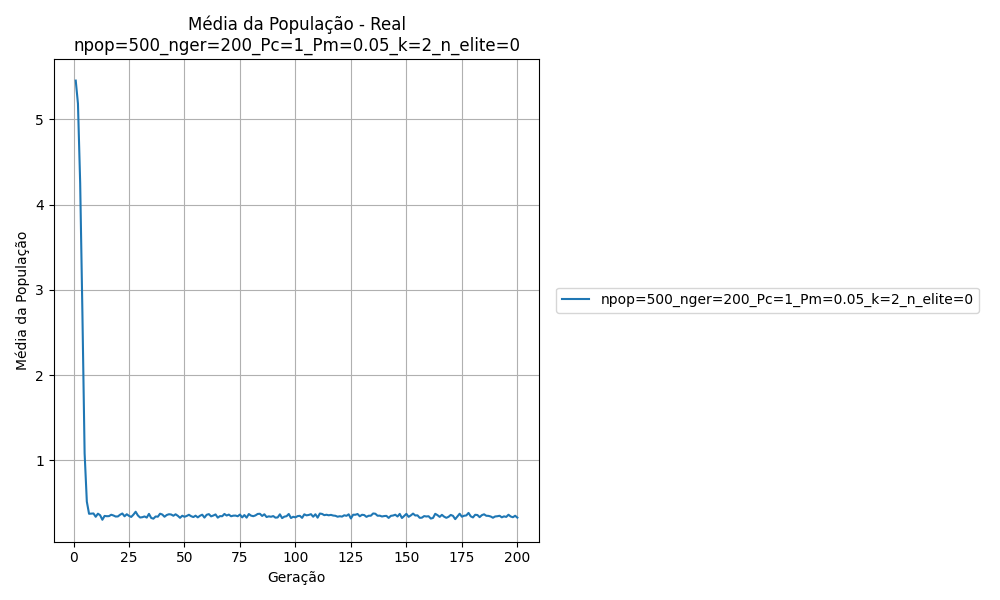 Média da População - Real
npop=500_nger=200_Pc=1_Pm=0.05_k=2_n_elite=0
Média da População
5
4
3
2
1
0
25
50
75
100
125
150
175
200
Geração
npop=500_nger=200_Pc=1_Pm=0.05_k=2_n_elite=0